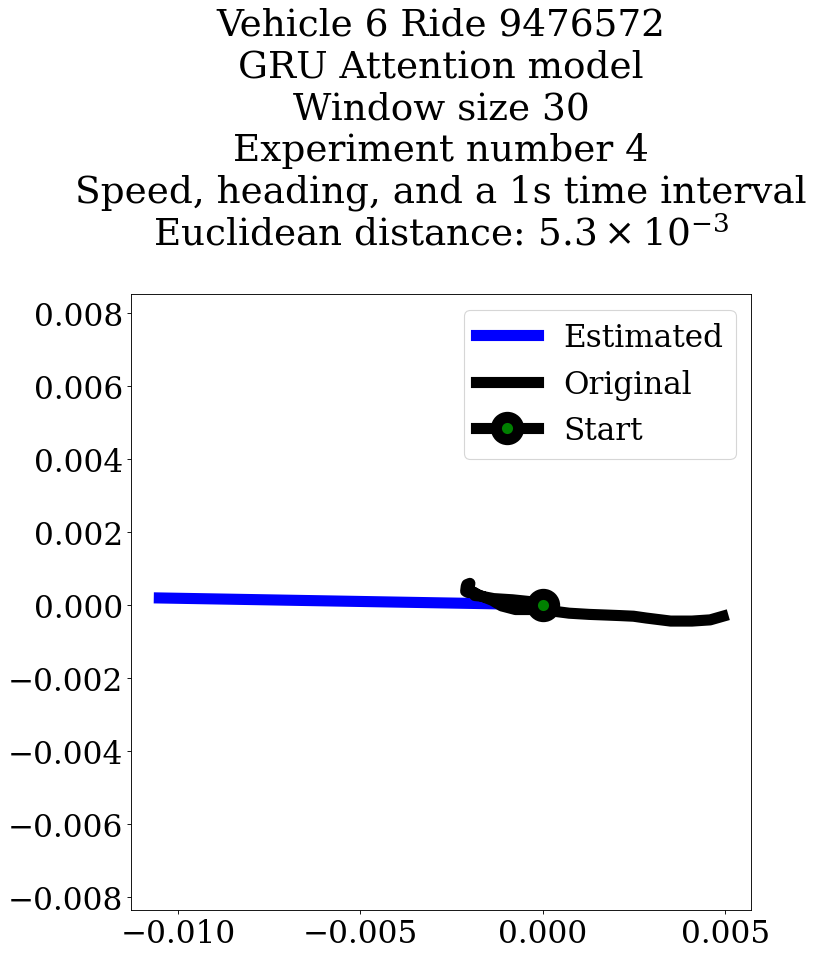 Vehicle 6 Ride 9476572
GRU Attention model
Window size 30
Experiment number 4
Speed, heading, and a 1s time interval
Euclidean distance: 5.3 × 10⁻³
0.008
0.006
0.004
0.002
0.000
−0.002
−0.004
−0.006
−0.008
Estimated
Original
Start
−0.010 −0.005 0.000 0.005